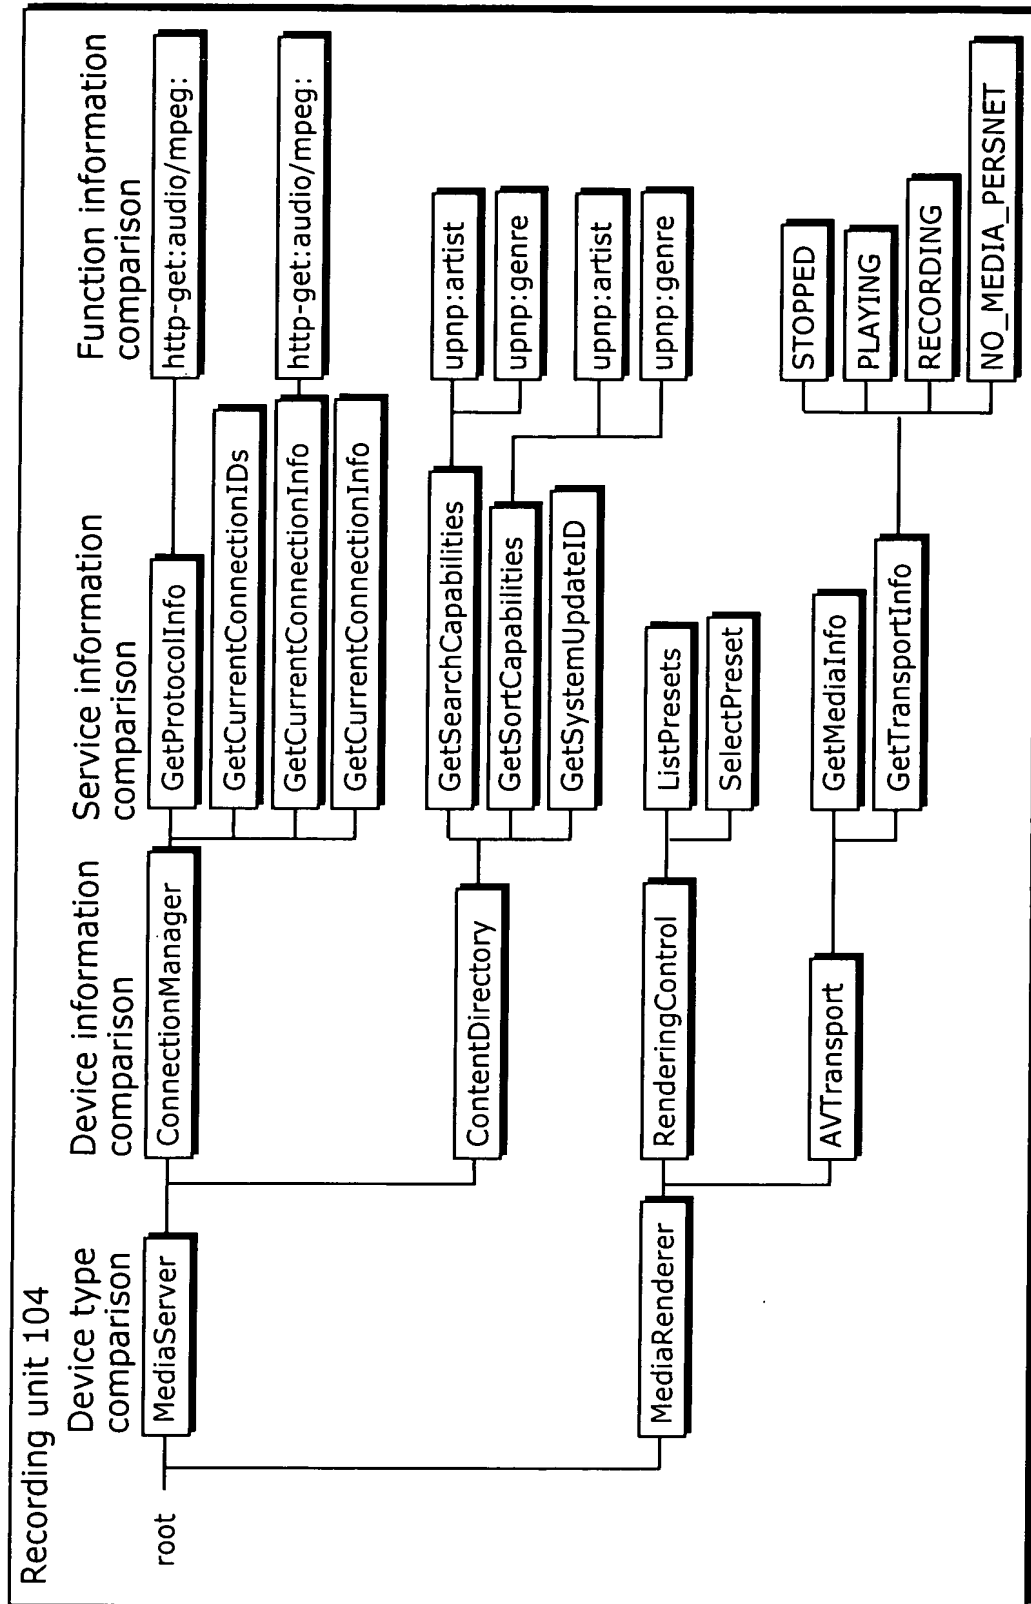 Recording unit 104
Device type
comparison
Device information
comparison
Service information
comparison
Function information
comparison
root
MediaServer
ConnectionManager
GetProtocolInfo
http-get:audio/mpeg:
GetCurrentConnectionIDs
GetCurrentConnectionInfo
http-get:audio/mpeg:
GetCurrentConnectionInfo
ContentDirectory
GetSearchCapabilities
upnp:artist
upnp:genre
GetSortCapabilities
upnp:artist
upnp:genre
GetSystemUpdateID
MediaRenderer
RenderingControl
ListPresets
SelectPreset
AVTransport
GetMediaInfo
GetTransportInfo
STOPPED
PLAYING
RECORDING
NO_MEDIA_PERSNET